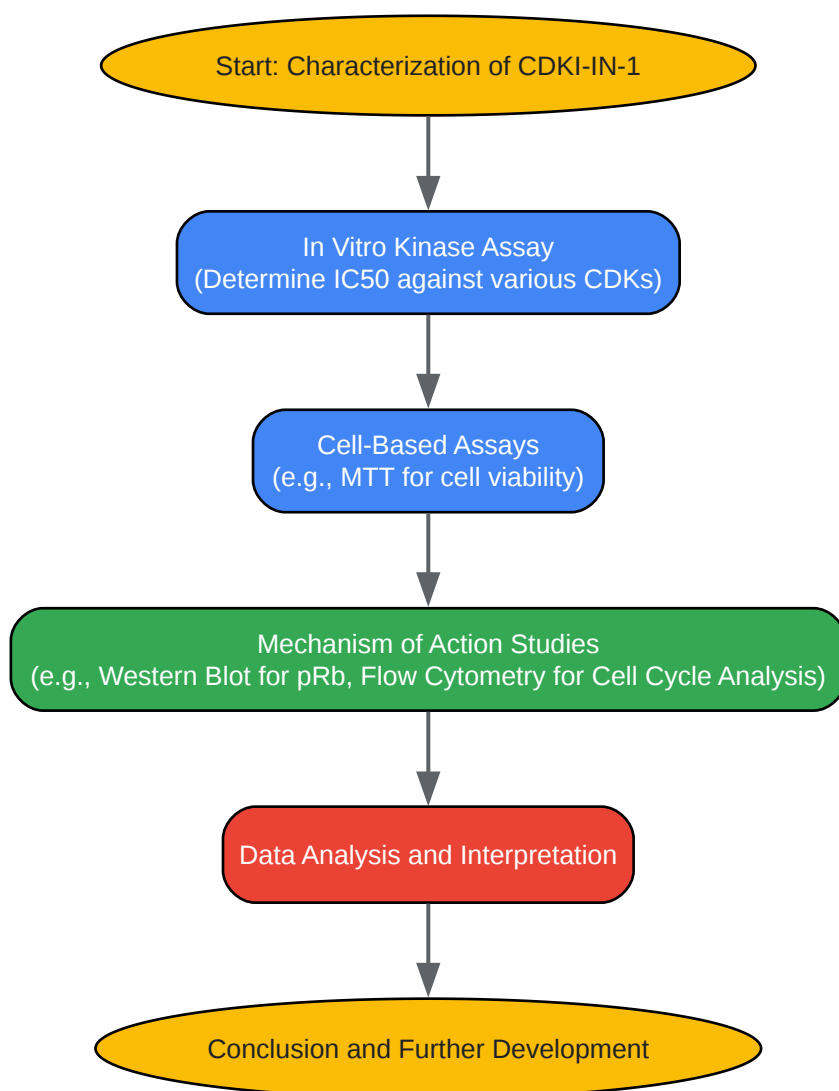 Start: Characterization of CDKI-IN-1
In Vitro Kinase Assay
(Determine IC50 against various CDKs)
Cell-Based Assays
(e.g., MTT for cell viability)
Mechanism of Action Studies
(e.g., Western Blot for pRb, Flow Cytometry for Cell Cycle Analysis)
Data Analysis and Interpretation
Conclusion and Further Development